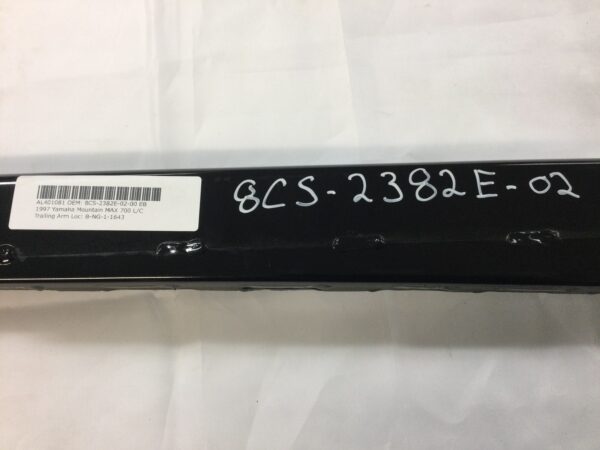 AL401081 OEM: 8CS-2382E-02-00 EB
1997 Yamaha Mountain MAX 700 L/C
Trailing Arm Loc: B-NG-1-1643
8CS-2382E-02